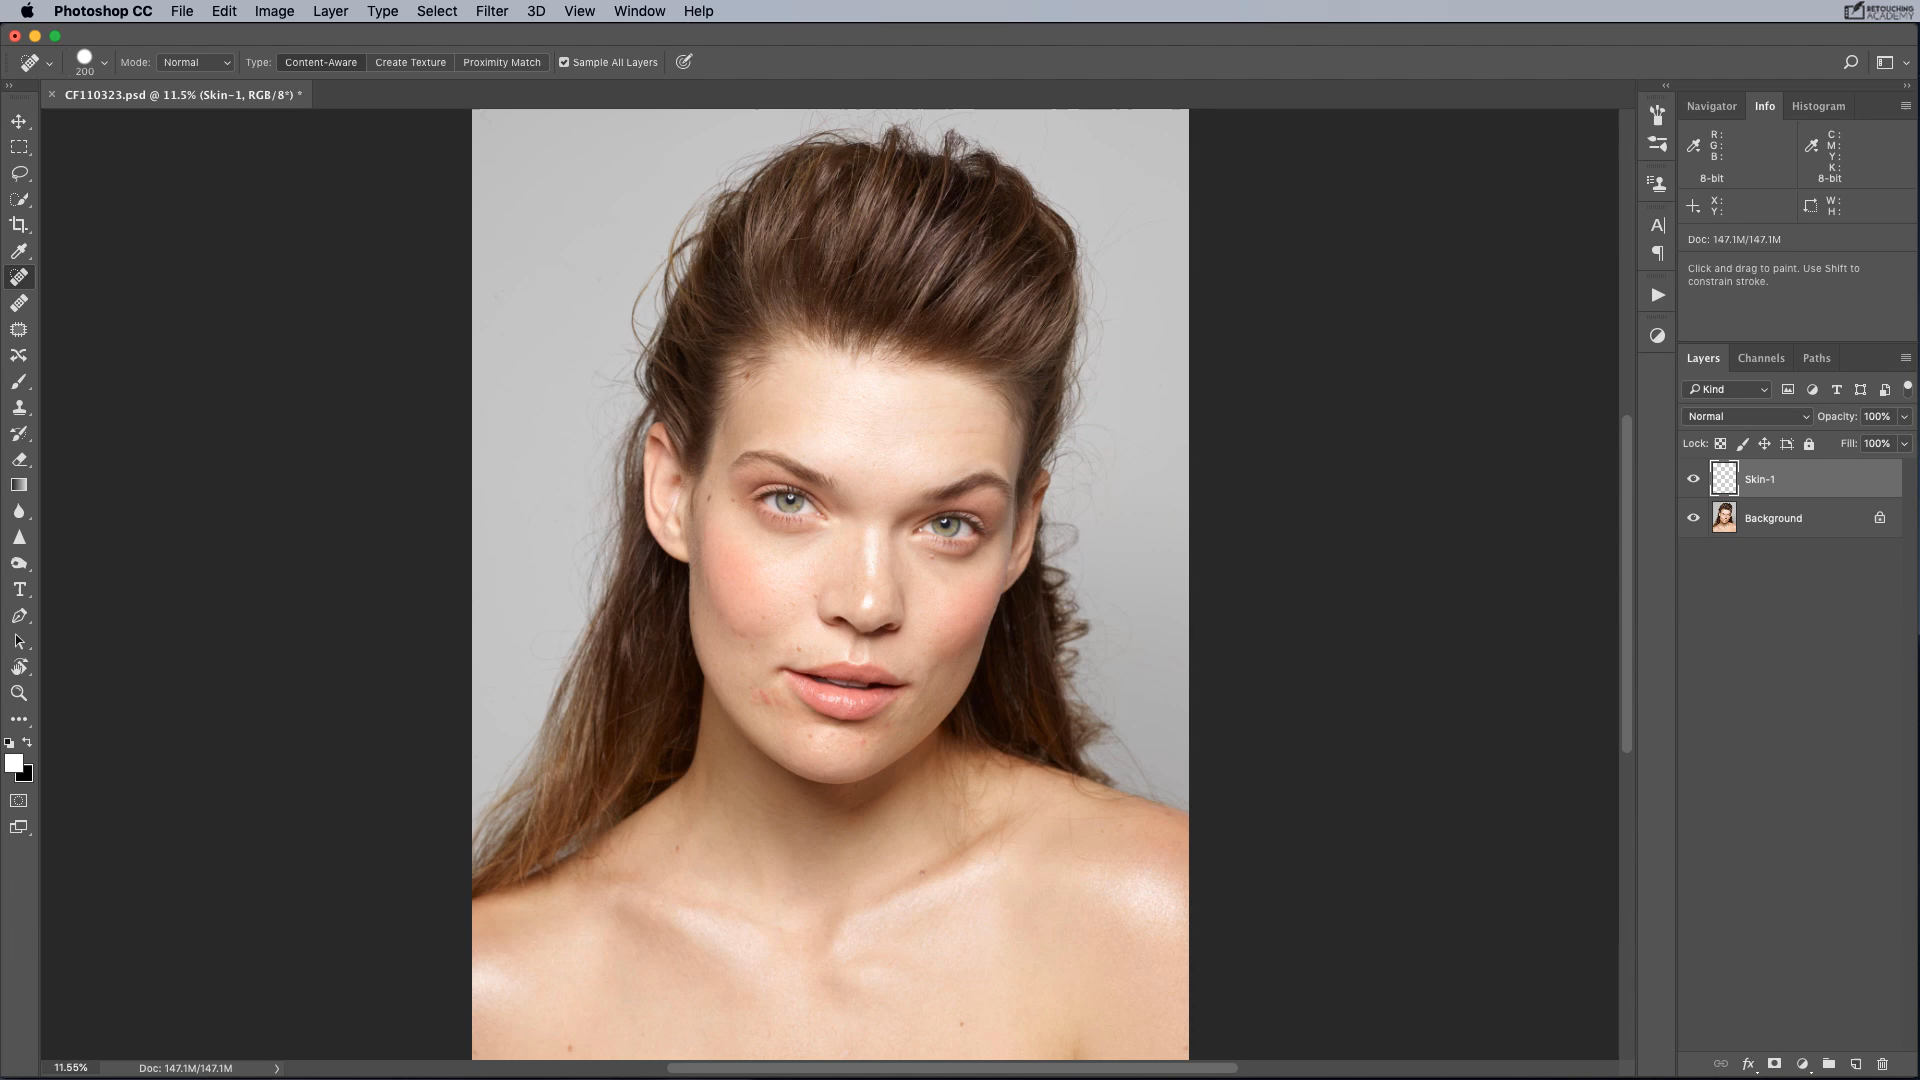 Photoshop CC File Edit Image Layer Type Select Filter 3D View Window Help
RETOUCHING
ACADEMY
200 Mode: Normal Type: Content-Aware Create Texture Proximity Match Sample All Layers
CF110323.psd @ 11.5% (Skin-1, RGB/8*) *
Navigator Info Histogram
R: C:
G: M:
B: Y:
K:
8-bit 8-bit
X: W:
Y: H:
Doc: 147.1M/147.1M
Click and drag to paint. Use Shift to
constrain stroke.
Layers Channels Paths
Kind
Normal Opacity: 100%
Lock: Fill: 100%
Skin-1
Background
fx
11.55% Doc: 147.1M/147.1M